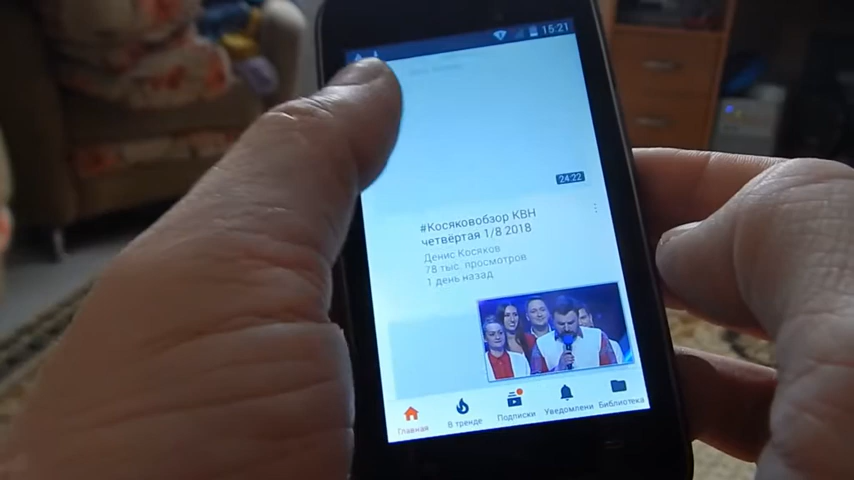 15:21
24:22
#Косяковобзор КВН
четвёртая 1/8 2018
Денис Косяков
78 тыс. просмотров
1 день назад
Главная
В тренде
Подписки
Уведомлени
Библиотека